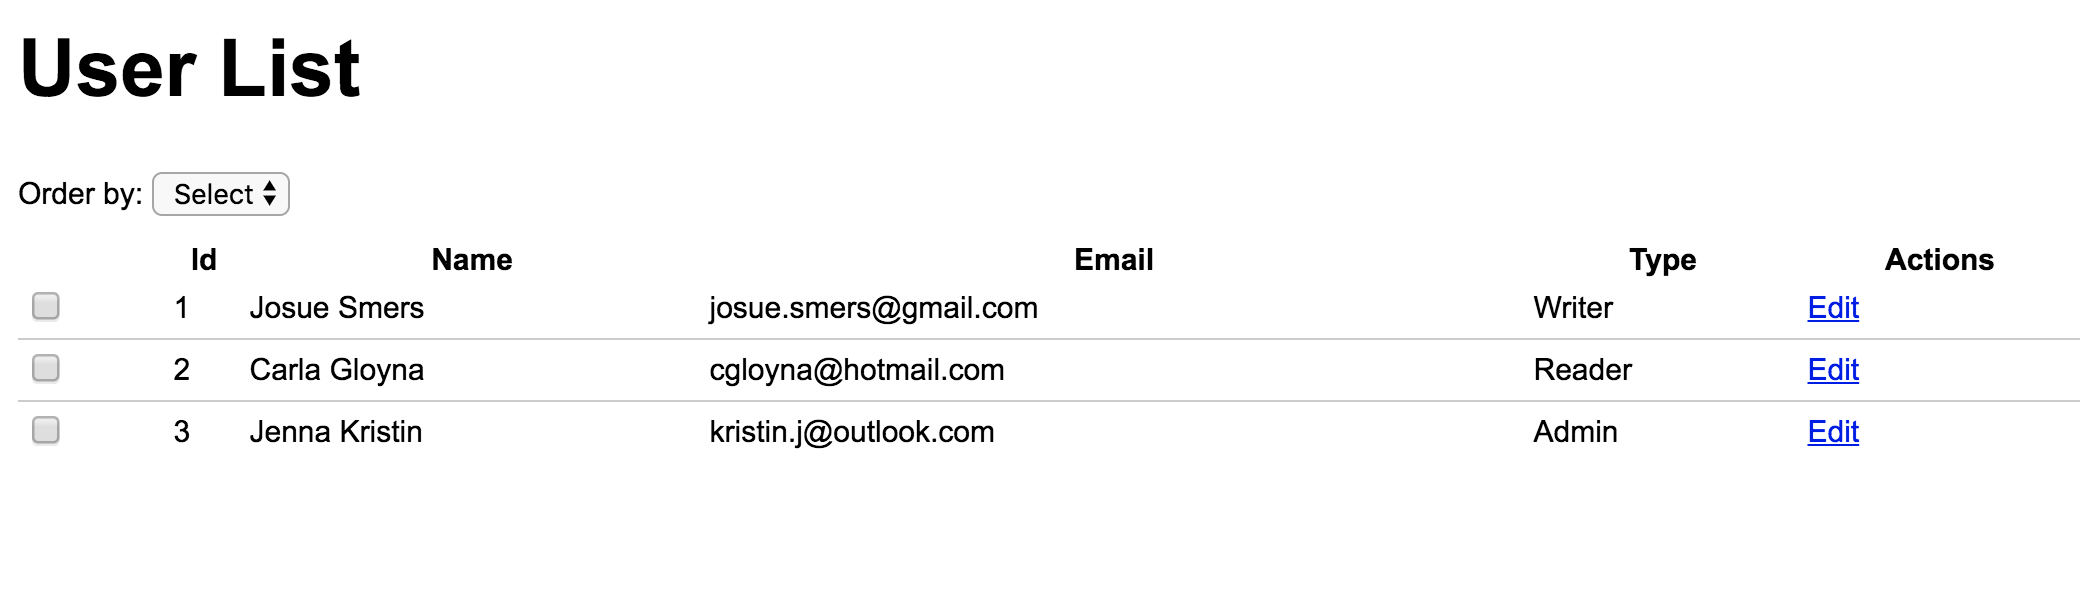 User List
Order by: Select
Id Name Email Type Actions
1 Josue Smers josue.smers@gmail.com Writer Edit
2 Carla Gloyna cgloyna@hotmail.com Reader Edit
3 Jenna Kristin kristin.j@outlook.com Admin Edit